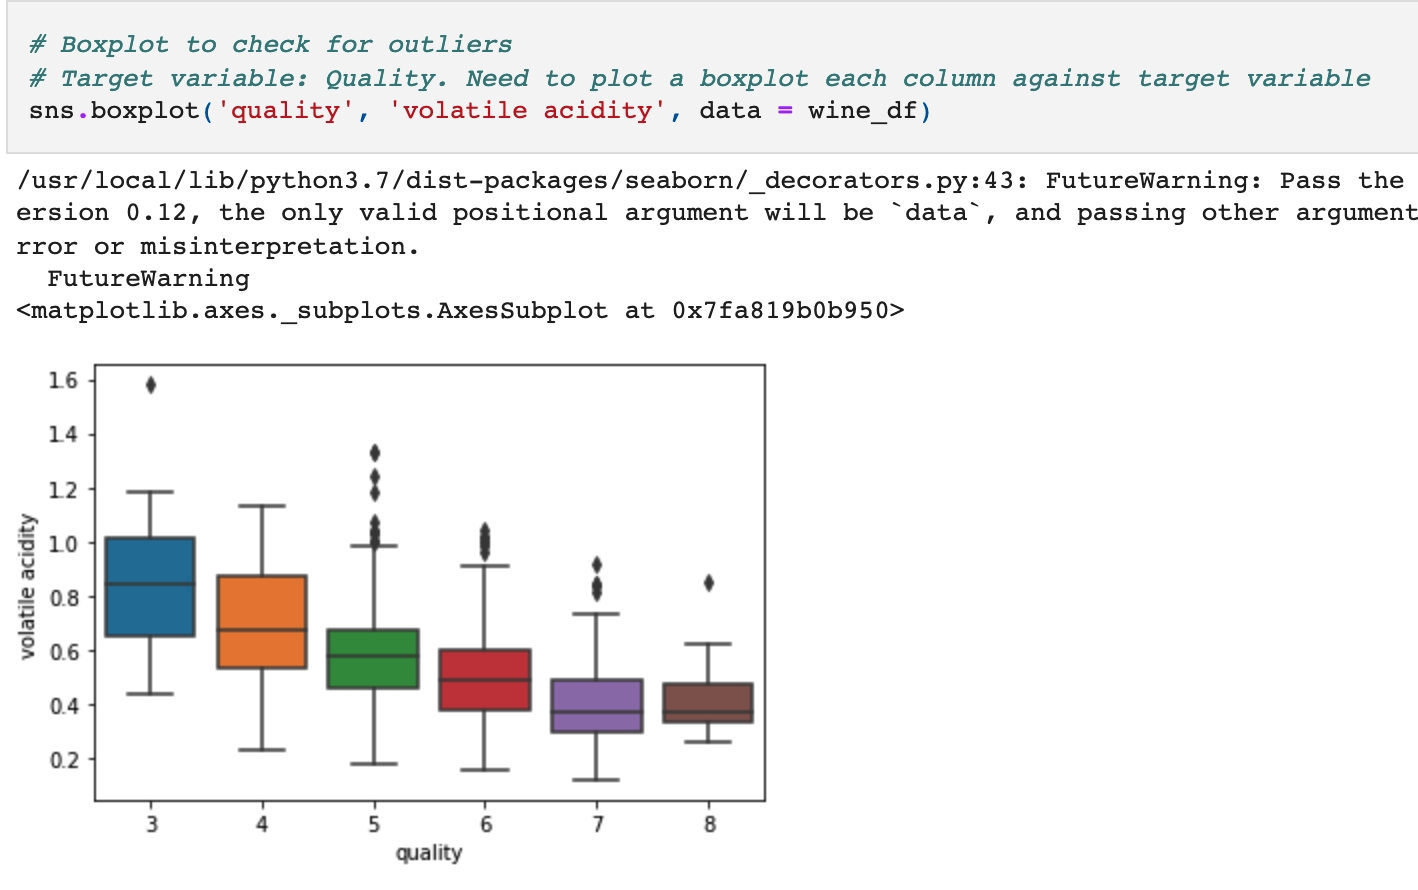 # Boxplot to check for outliers
# Target variable: Quality. Need to plot a boxplot each column against target variable
sns.boxplot('quality', 'volatile acidity', data = wine_df)
/usr/local/lib/python3.7/dist-packages/seaborn/_decorators.py:43: FutureWarning: Pass the
ersion 0.12, the only valid positional argument will be `data`, and passing other argument
rror or misinterpretation.
  FutureWarning
<matplotlib.axes._subplots.AxesSubplot at 0x7fa819b0b950>
1.6
1.4
1.2
1.0
0.8
0.6
0.4
0.2
volatile acidity
3 4 5 6 7 8
quality